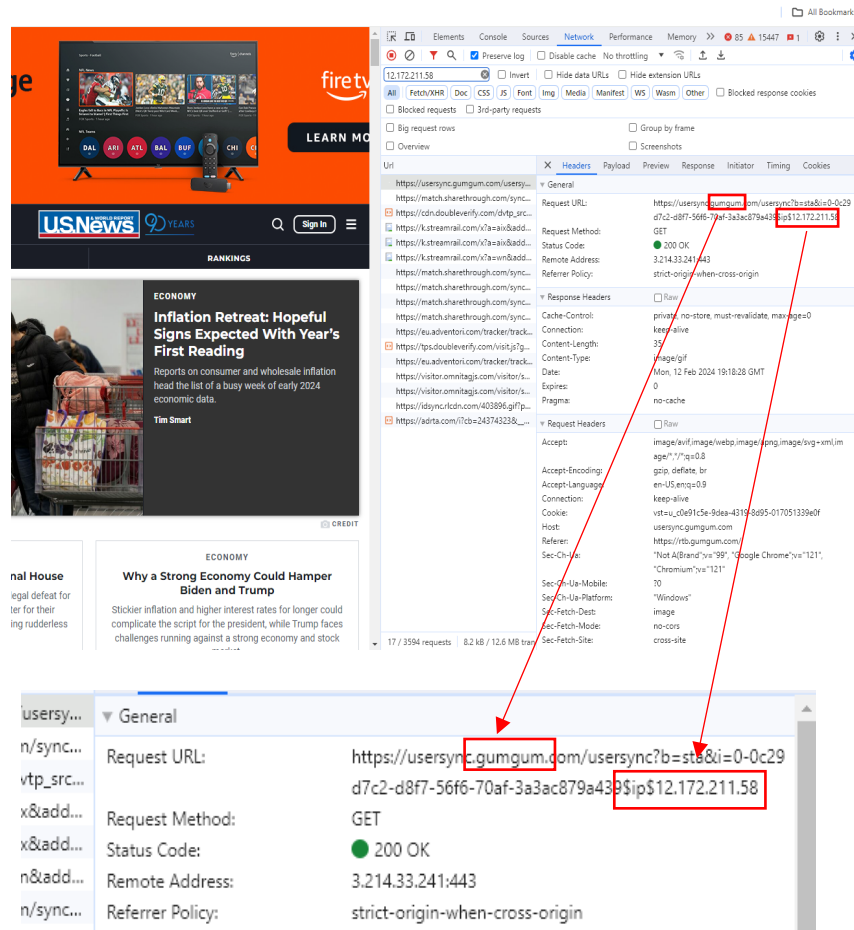 All Bookmark
ge
firetv
LEARN MO
DAL ARI ATL BAL BUF CHI
U.S.News
& WORLD REPORT
90 YEARS
Sign In
RANKINGS
ECONOMY
Inflation Retreat: Hopeful
Signs Expected With Year's
First Reading
Reports on consumer and wholesale inflation
head the list of a busy week of early 2024
economic data.
Tim Smart
CREDIT
nal House
legal defeat for
ter for their
ing rudderless
ECONOMY
Why a Strong Economy Could Hamper
Biden and Trump
Stickier inflation and higher interest rates for longer could
complicate the script for the president, while Trump faces
challenges running against a strong economy and stock
market
Elements Console Sources Network Performance Memory 85 15447 1
Preserve log Disable cache No throttling
12.172.211.58 Invert Hide data URLs Hide extension URLs
All Fetch/XHR Doc CSS JS Font Img Media Manifest WS Wasm Other Blocked response cookies
Blocked requests 3rd-party requests
Big request rows Group by frame
Overview Screenshots
Url
https://usersync.gumgum.com/usersy...
https://match.sharethrough.com/sync...
https://cdn.doubleverify.com/dvtp_src...
https://k.streamrail.com/x?a=aix&add...
https://k.streamrail.com/x?a=aix&add...
https://k.streamrail.com/x?a=wn&add...
https://match.sharethrough.com/sync...
https://match.sharethrough.com/sync...
https://match.sharethrough.com/sync...
https://eu.adventori.com/tracker/track...
https://tps.doubleverify.com/visit.js?g...
https://eu.adventori.com/tracker/track...
https://visitor.omnitagjs.com/visitor/s...
https://visitor.omnitagjs.com/visitor/s...
https://idsync.rlcdn.com/403896.gif?p...
https://adrta.com/i?cb=24374323&_...
17 / 3594 requests 8.2 kB / 12.6 MB tran
Headers Payload Preview Response Initiator Timing Cookies
General
Request URL: https://usersync.gumgum.com/usersync?b=sta&i=0-0c29
d7c2-d8f7-56f6-70af-3a3ac879a439$ip$12.172.211.58
Request Method: GET
Status Code: 200 OK
Remote Address: 3.214.33.241:443
Referrer Policy: strict-origin-when-cross-origin
Response Headers Raw
Cache-Control: private, no-store, must-revalidate, max-age=0
Connection: keep-alive
Content-Length: 35
Content-Type: image/gif
Date: Mon, 12 Feb 2024 19:18:28 GMT
Expires: 0
Pragma: no-cache
Request Headers Raw
Accept: image/avif,image/webp,image/apng,image/svg+xml,im
age/*,*/*;q=0.8
Accept-Encoding: gzip, deflate, br
Accept-Language: en-US,en;q=0.9
Connection: keep-alive
Cookie: vst=u_c0e91c5e-9dea-4319-8d95-017051339e0f
Host: usersync.gumgum.com
Referer: https://rtb.gumgum.com/
Sec-Ch-Ua: "Not A(Brand";v="99", "Google Chrome";v="121",
"Chromium";v="121"
Sec-Ch-Ua-Mobile: ?0
Sec-Ch-Ua-Platform: "Windows"
Sec-Fetch-Dest: image
Sec-Fetch-Mode: no-cors
Sec-Fetch-Site: cross-site
usersy...
n/sync...
vtp_src...
x&add...
x&add...
n&add...
n/sync...
General
Request URL: https://usersync.gumgum.com/usersync?b=sta&i=0-0c29
d7c2-d8f7-56f6-70af-3a3ac879a439$ip$12.172.211.58
Request Method: GET
Status Code: 200 OK
Remote Address: 3.214.33.241:443
Referrer Policy: strict-origin-when-cross-origin